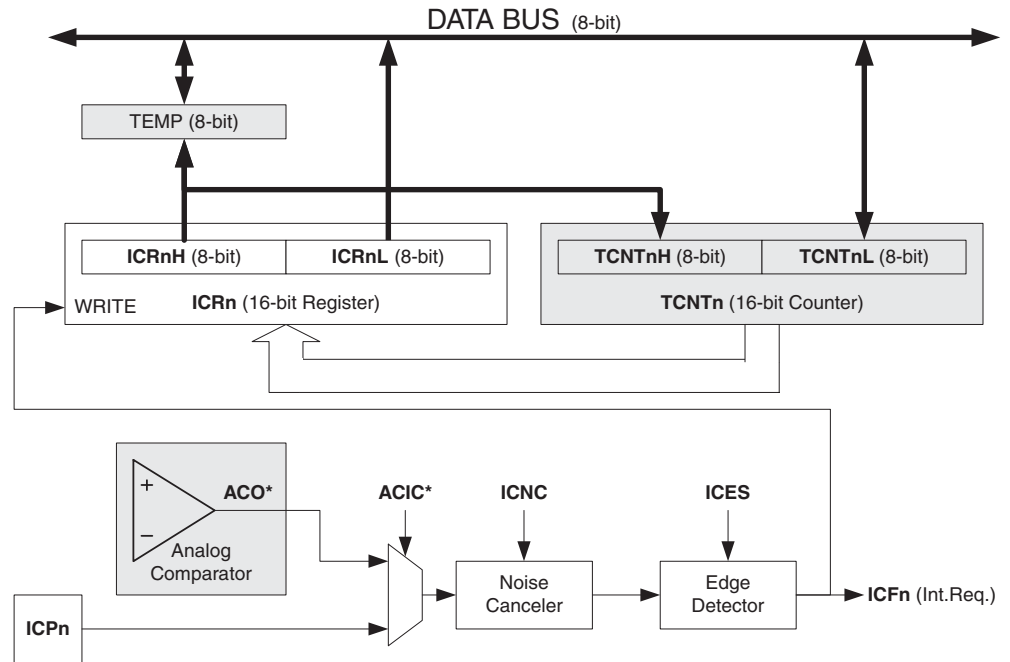 DATA BUS (8-bit)
TEMP (8-bit)
ICRnH (8-bit)
ICRnL (8-bit)
TCNTnH (8-bit)
TCNTnL (8-bit)
WRITE
ICRn (16-bit Register)
TCNTn (16-bit Counter)
+
−
ACO*
Analog
Comparator
ACIC*
ICNC
ICES
Noise
Canceler
Edge
Detector
ICFn (Int.Req.)
ICPn